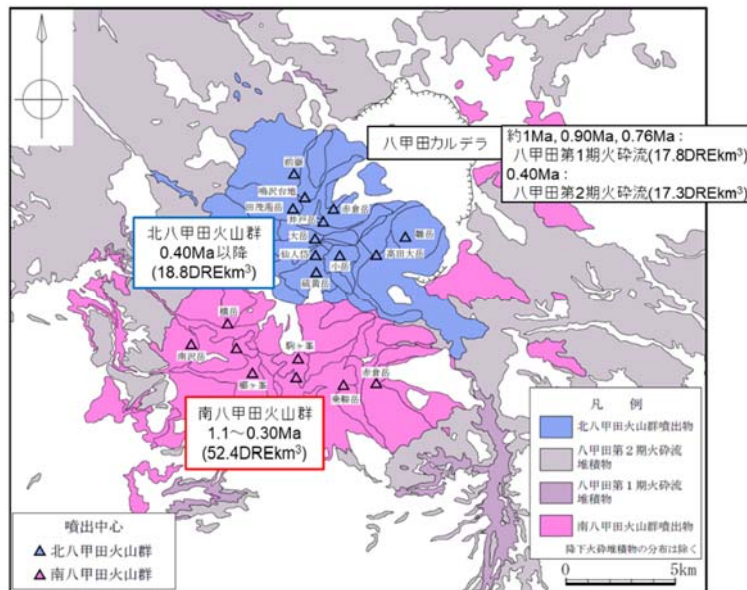 八甲田カルデラ
約1Ma, 0.90Ma, 0.76Ma：
八甲田第1期火砕流(17.8DREkm³)
0.40Ma：
八甲田第2期火砕流(17.3DREkm³)
前嶽
鳴沢台地
田茂萢岳
赤倉岳
井戸岳
大岳
雛岳
仙人岱
小岳
高田大岳
硫黄岳
北八甲田火山群
0.40Ma以降
(18.8DREkm³)
横岳
南沢岳
駒ヶ峯
櫛ヶ峯
乗鞍岳
赤倉岳
南八甲田火山群
1.1～0.30Ma
(52.4DREkm³)
凡 例
北八甲田火山群噴出物
八甲田第２期火砕流
堆積物
八甲田第１期火砕流
堆積物
南八甲田火山群噴出物
降下火砕堆積物の分布は除く
0 5km
噴出中心
北八甲田火山群
南八甲田火山群